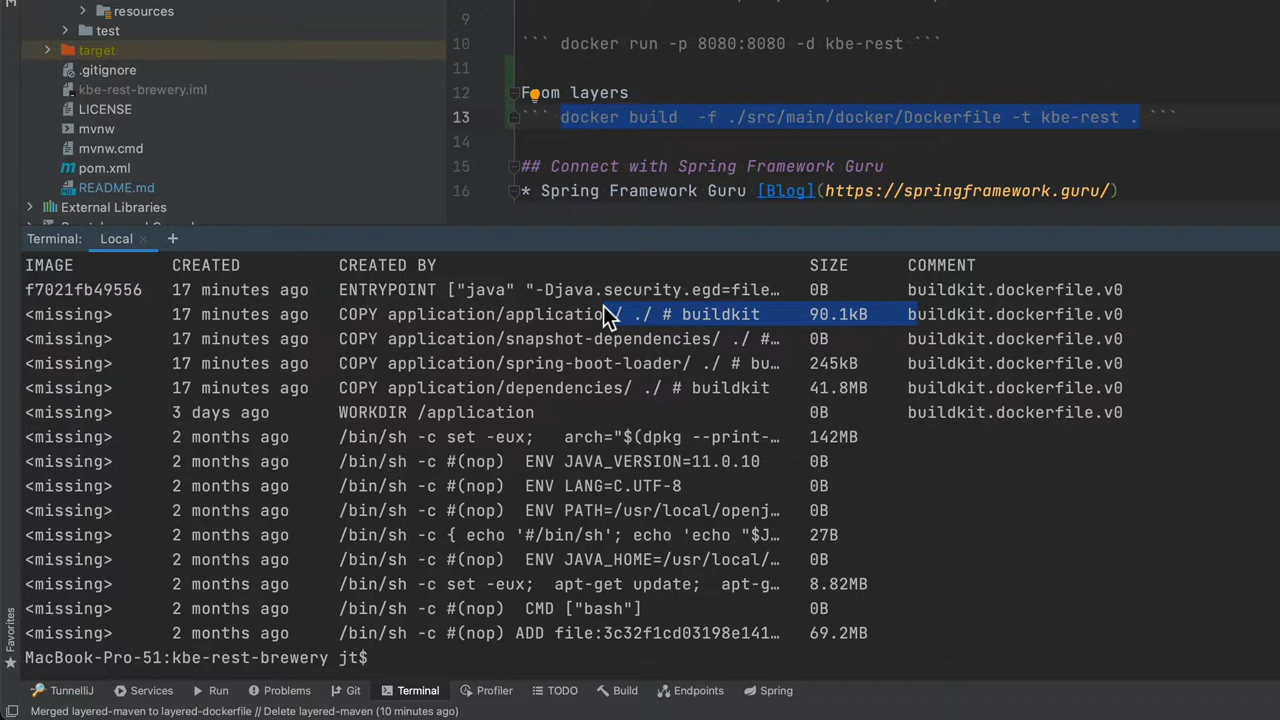 resources
test
target
.gitignore
kbe-rest-brewery.iml
LICENSE
mvnw
mvnw.cmd
pom.xml
README.md
External Libraries
9
10 ``` docker run -p 8080:8080 -d kbe-rest ```
11
12 From layers
13 ``` docker build  -f ./src/main/docker/Dockerfile -t kbe-rest . ```
14
15 ## Connect with Spring Framework Guru
16 * Spring Framework Guru [Blog](https://springframework.guru/)
Terminal: Local × +
IMAGE CREATED CREATED BY SIZE COMMENT
f7021fb49556 17 minutes ago ENTRYPOINT ["java" "-Djava.security.egd=file… 0B buildkit.dockerfile.v0
<missing> 17 minutes ago COPY application/application/ ./ # buildkit 90.1kB buildkit.dockerfile.v0
<missing> 17 minutes ago COPY application/snapshot-dependencies/ ./ #… 0B buildkit.dockerfile.v0
<missing> 17 minutes ago COPY application/spring-boot-loader/ ./ # bu… 245kB buildkit.dockerfile.v0
<missing> 17 minutes ago COPY application/dependencies/ ./ # buildkit 41.8MB buildkit.dockerfile.v0
<missing> 3 days ago WORKDIR /application 0B buildkit.dockerfile.v0
<missing> 2 months ago /bin/sh -c set -eux;   arch="$(dpkg --print-… 142MB
<missing> 2 months ago /bin/sh -c #(nop)  ENV JAVA_VERSION=11.0.10 0B
<missing> 2 months ago /bin/sh -c #(nop)  ENV LANG=C.UTF-8 0B
<missing> 2 months ago /bin/sh -c #(nop)  ENV PATH=/usr/local/openj… 0B
<missing> 2 months ago /bin/sh -c { echo '#/bin/sh'; echo 'echo "$J… 27B
<missing> 2 months ago /bin/sh -c #(nop)  ENV JAVA_HOME=/usr/local/… 0B
<missing> 2 months ago /bin/sh -c set -eux;  apt-get update;  apt-g… 8.82MB
<missing> 2 months ago /bin/sh -c #(nop)  CMD ["bash"] 0B
<missing> 2 months ago /bin/sh -c #(nop) ADD file:3c32f1cd03198e141… 69.2MB
MacBook-Pro-51:kbe-rest-brewery jt$
Favorites
TunnelliJ Services Run Problems Git Terminal Profiler TODO Build Endpoints Spring
Merged layered-maven to layered-dockerfile // Delete layered-maven (10 minutes ago)